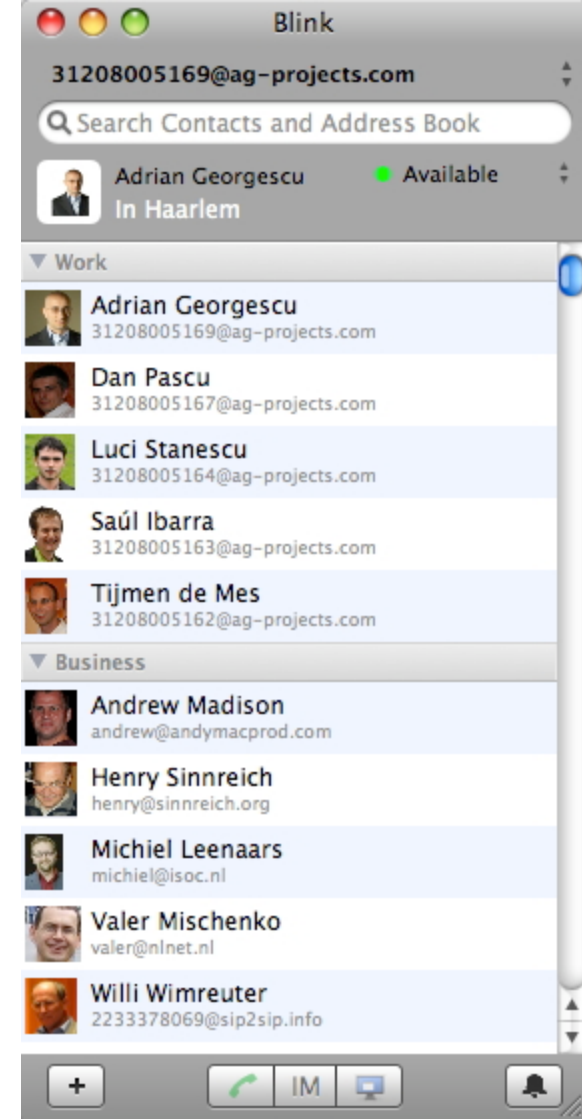 Blink
31208005169@ag-projects.com
Search Contacts and Address Book
Adrian Georgescu
Available
In Haarlem
Work
Adrian Georgescu
31208005169@ag-projects.com
Dan Pascu
31208005167@ag-projects.com
Luci Stanescu
31208005164@ag-projects.com
Saúl Ibarra
31208005163@ag-projects.com
Tijmen de Mes
31208005162@ag-projects.com
Business
Andrew Madison
andrew@andymacprod.com
Henry Sinnreich
henry@sinnreich.org
Michiel Leenaars
michiel@isoc.nl
Valer Mischenko
valer@nlnet.nl
Willi Wimreuter
2233378069@sip2sip.info
+ IM